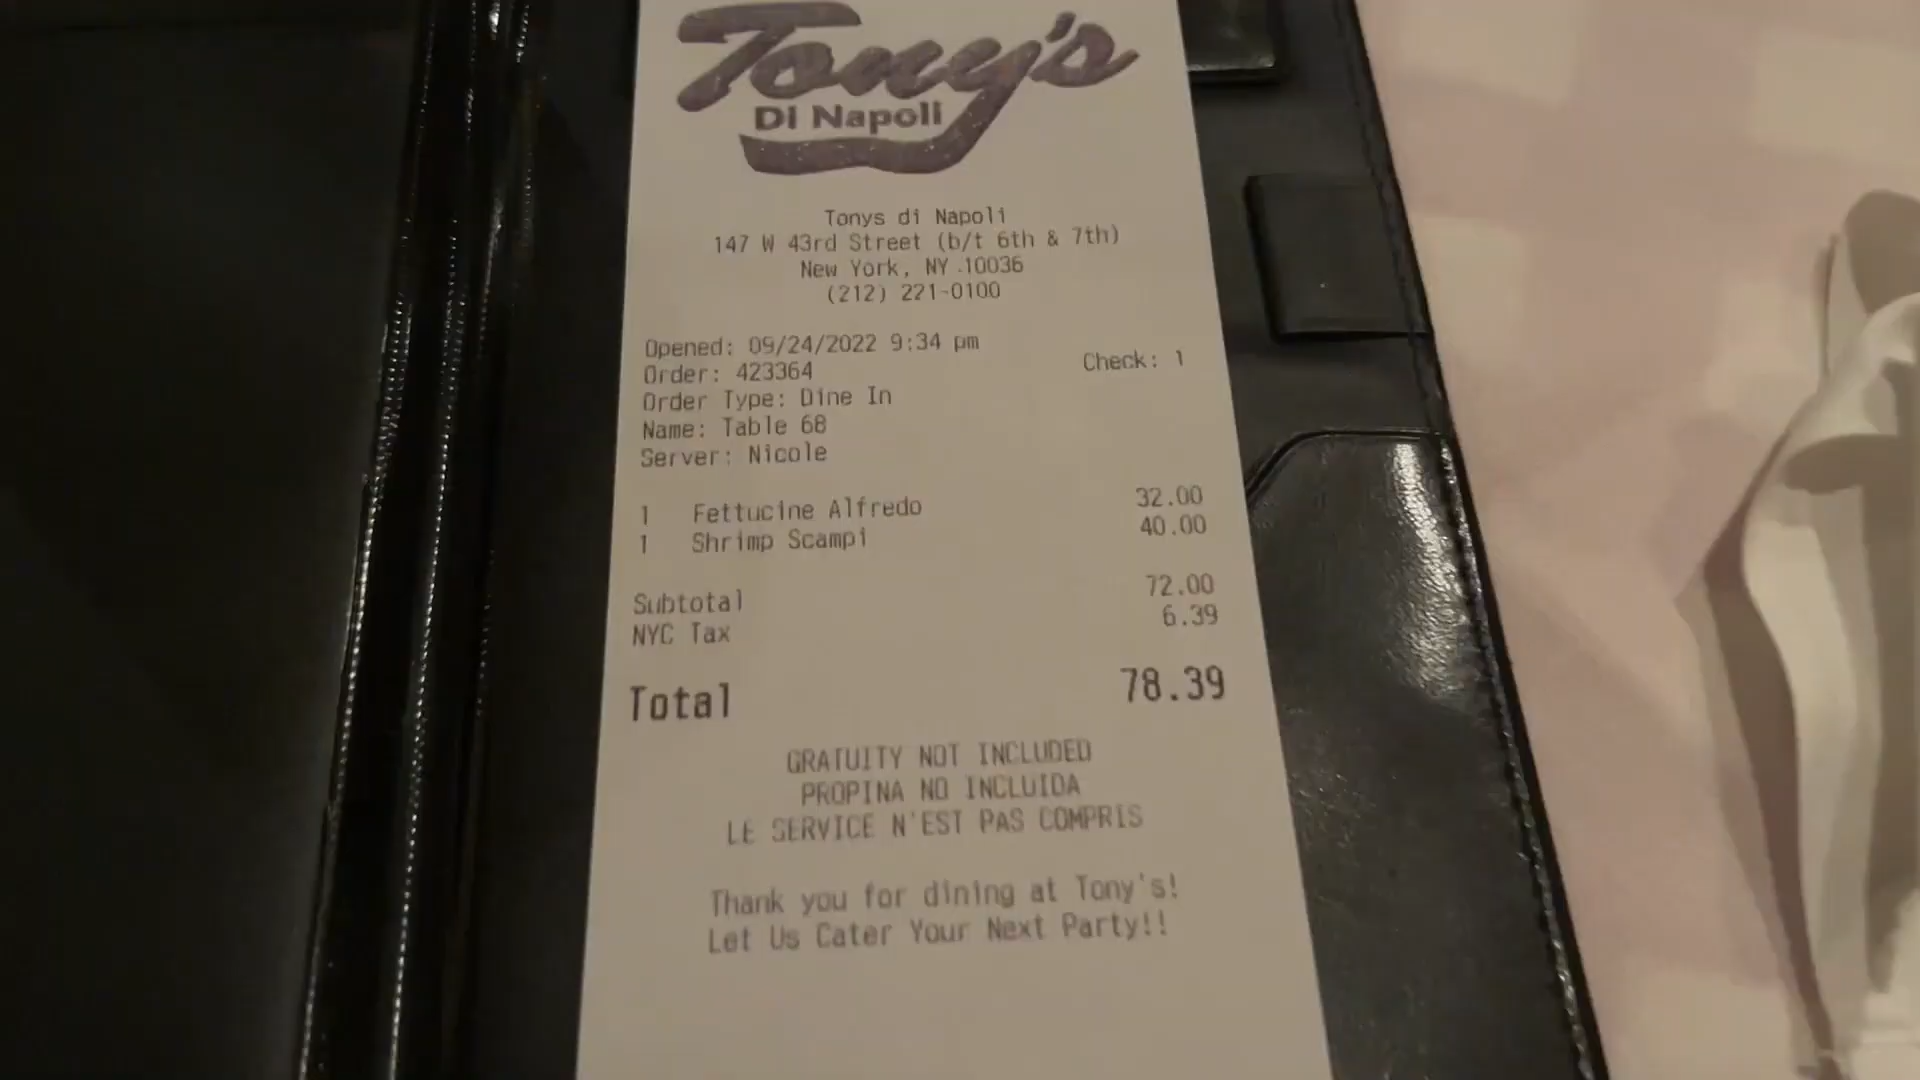 Tony's
Di Napoli
Tonys di Napoli
147 W 43rd Street (b/t 6th & 7th)
New York, NY 10036
(212) 221-0100
Opened: 09/24/2022 9:34 pm
Order: 423364 Check: 1
Order Type: Dine In
Name: Table 68
Server: Nicole
1 Fettucine Alfredo 32.00
1 Shrimp Scampi 40.00
Subtotal 72.00
NYC Tax 6.39
Total 78.39
GRATUITY NOT INCLUDED
PROPINA NO INCLUIDA
LE SERVICE N'EST PAS COMPRIS
Thank you for dining at Tony's!
Let Us Cater Your Next Party!!